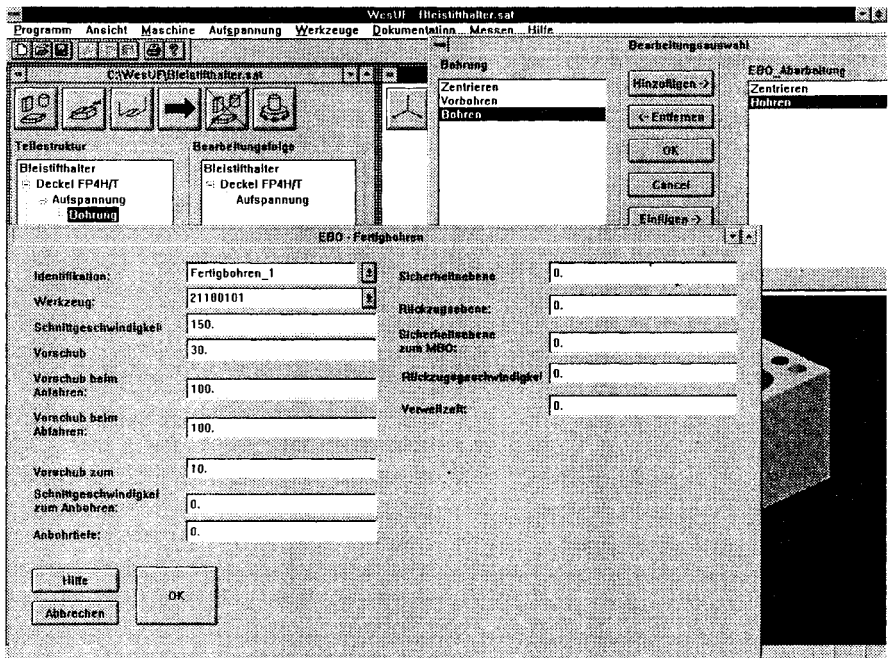 WesUF - Bleistifthalter.sat
Programm Ansicht Maschine Aufspannung Werkzeuge Dokumentation Messen Hilfe
C:\WesUF\Bleistifthalter.sat
Teilestruktur
Bleistifthalter
Deckel FP4H/T
Aufspannung
Bohrung
Bearbeitungsfolge
Bleistifthalter
Deckel FP4H/T
Aufspannung
Bearbeitungsauswahl
Bohrung
Zentrieren
Vorbohren
Bohren
Hinzufügen ->
<- Entfernen
OK
Cancel
Einfügen ->
EBO_Abarbeitung
Zentrieren
Bohren
EBO - Fertigbohren
Identifikation: Fertigbohren_1
Werkzeug: 21180101
Schnittgeschwindigkeit 150.
Vorschub 30.
Vorschub beim
Anfahren: 100.
Vorschub beim
Abfahren: 100.
Vorschub zum 10.
Schnittgeschwindigkei
zum Anbohren: 0.
Anbohrtiefe: 0.
Sicherheitsebene 0.
Rückzugsebene: 0.
Sicherheitsebene
zum MBO: 0.
Rückzugsgeschwindigkei 0.
Verweilzeit: 0.
Hilfe
Abbrechen
OK